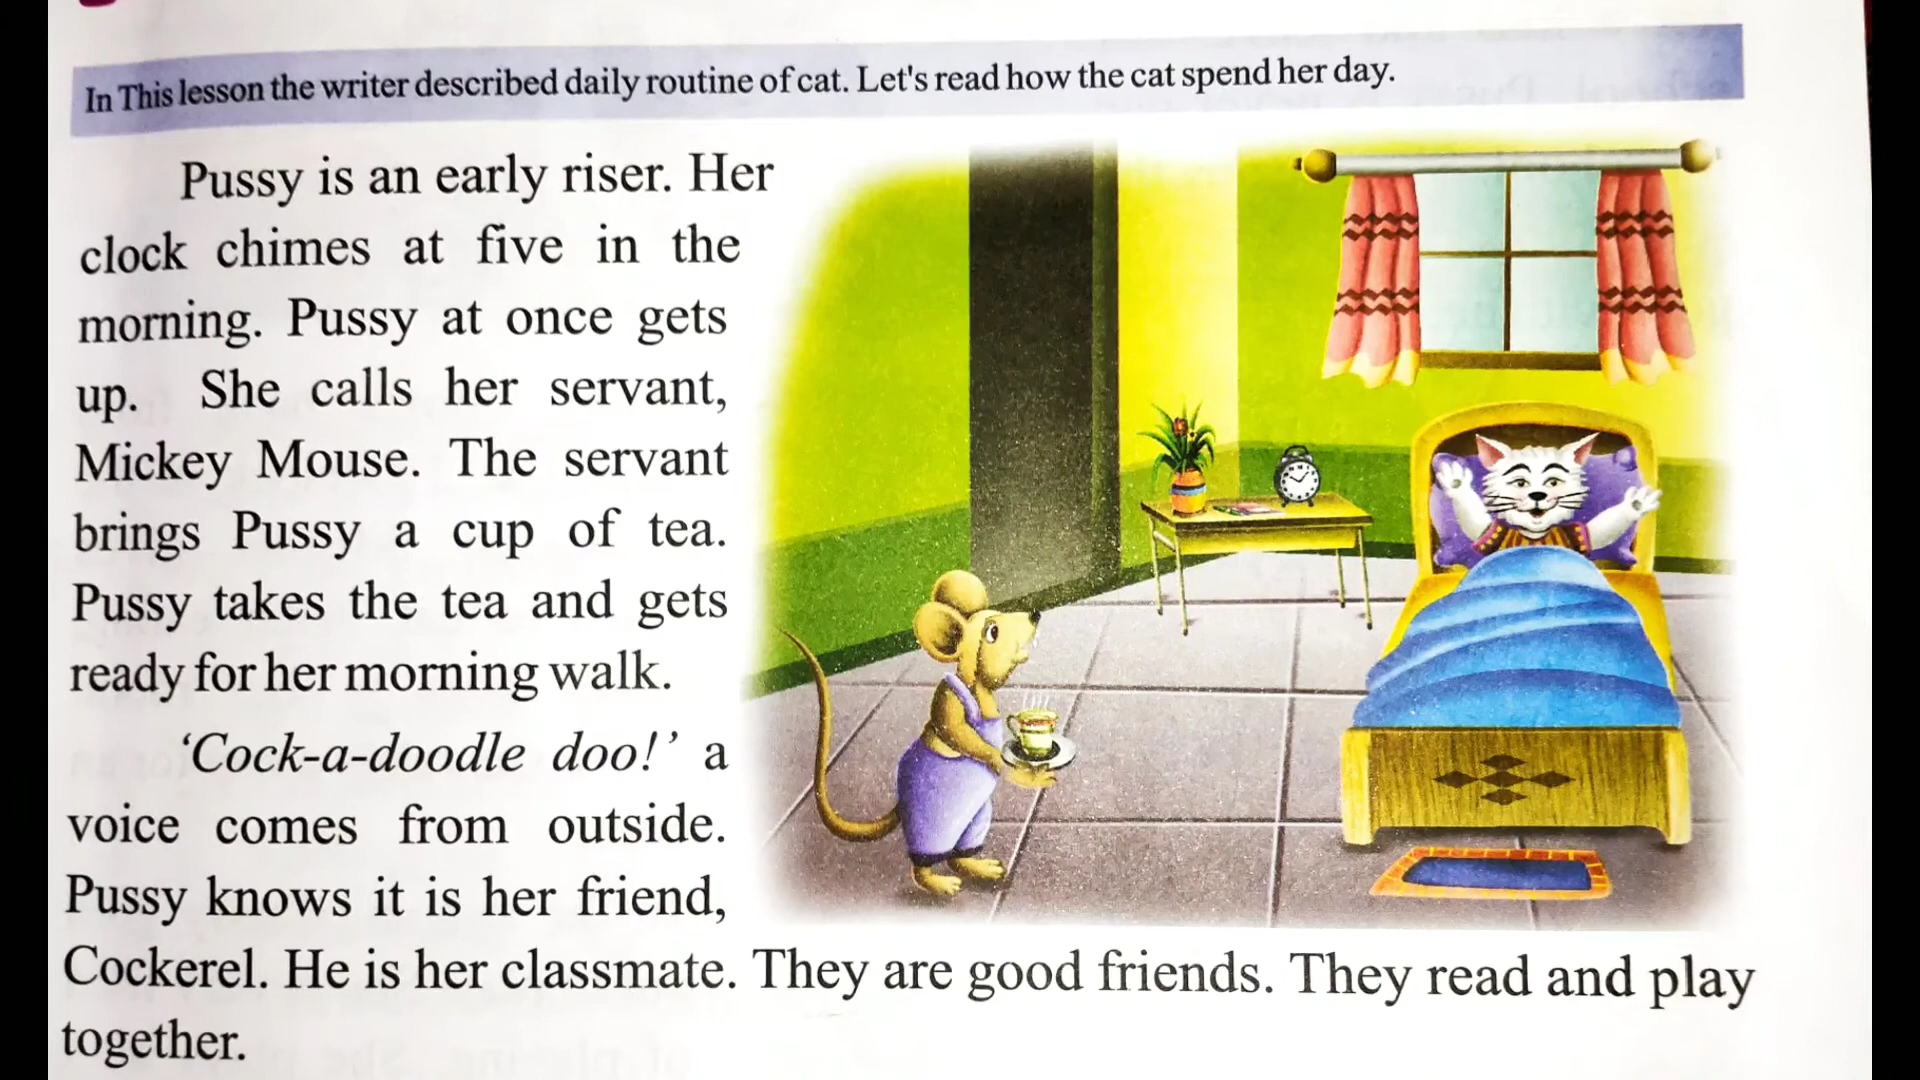 In This lesson the writer described daily routine of cat. Let's read how the cat spend her day.
Pussy is an early riser. Her
clock chimes at five in the
morning. Pussy at once gets
up. She calls her servant,
Mickey Mouse. The servant
brings Pussy a cup of tea.
Pussy takes the tea and gets
ready for her morning walk.
‘Cock-a-doodle doo!’ a
voice comes from outside.
Pussy knows it is her friend,
Cockerel. He is her classmate. They are good friends. They read and play
together.